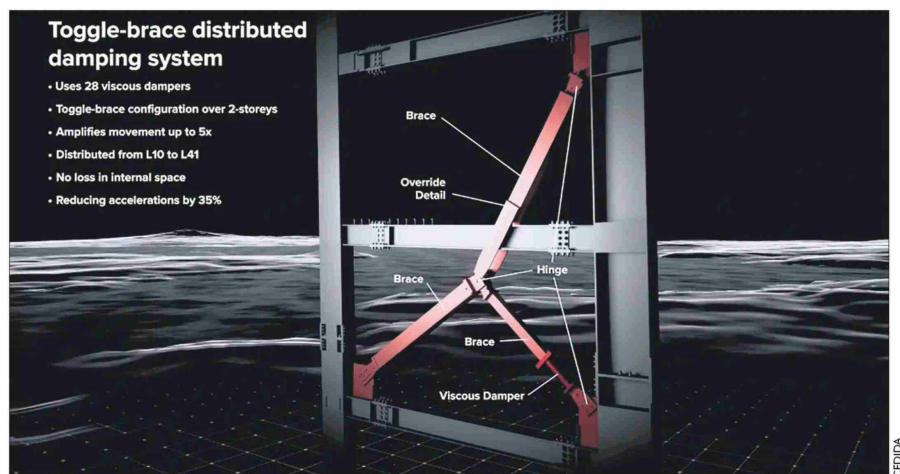 Toggle-brace distributed
damping system
• Uses 28 viscous dampers
• Toggle-brace configuration over 2-storeys
• Amplifies movement up to 5x
• Distributed from L10 to L41
• No loss in internal space
• Reducing accelerations by 35%
Brace
Override
Detail
Hinge
Brace
Brace
Viscous Damper
CEDIDA